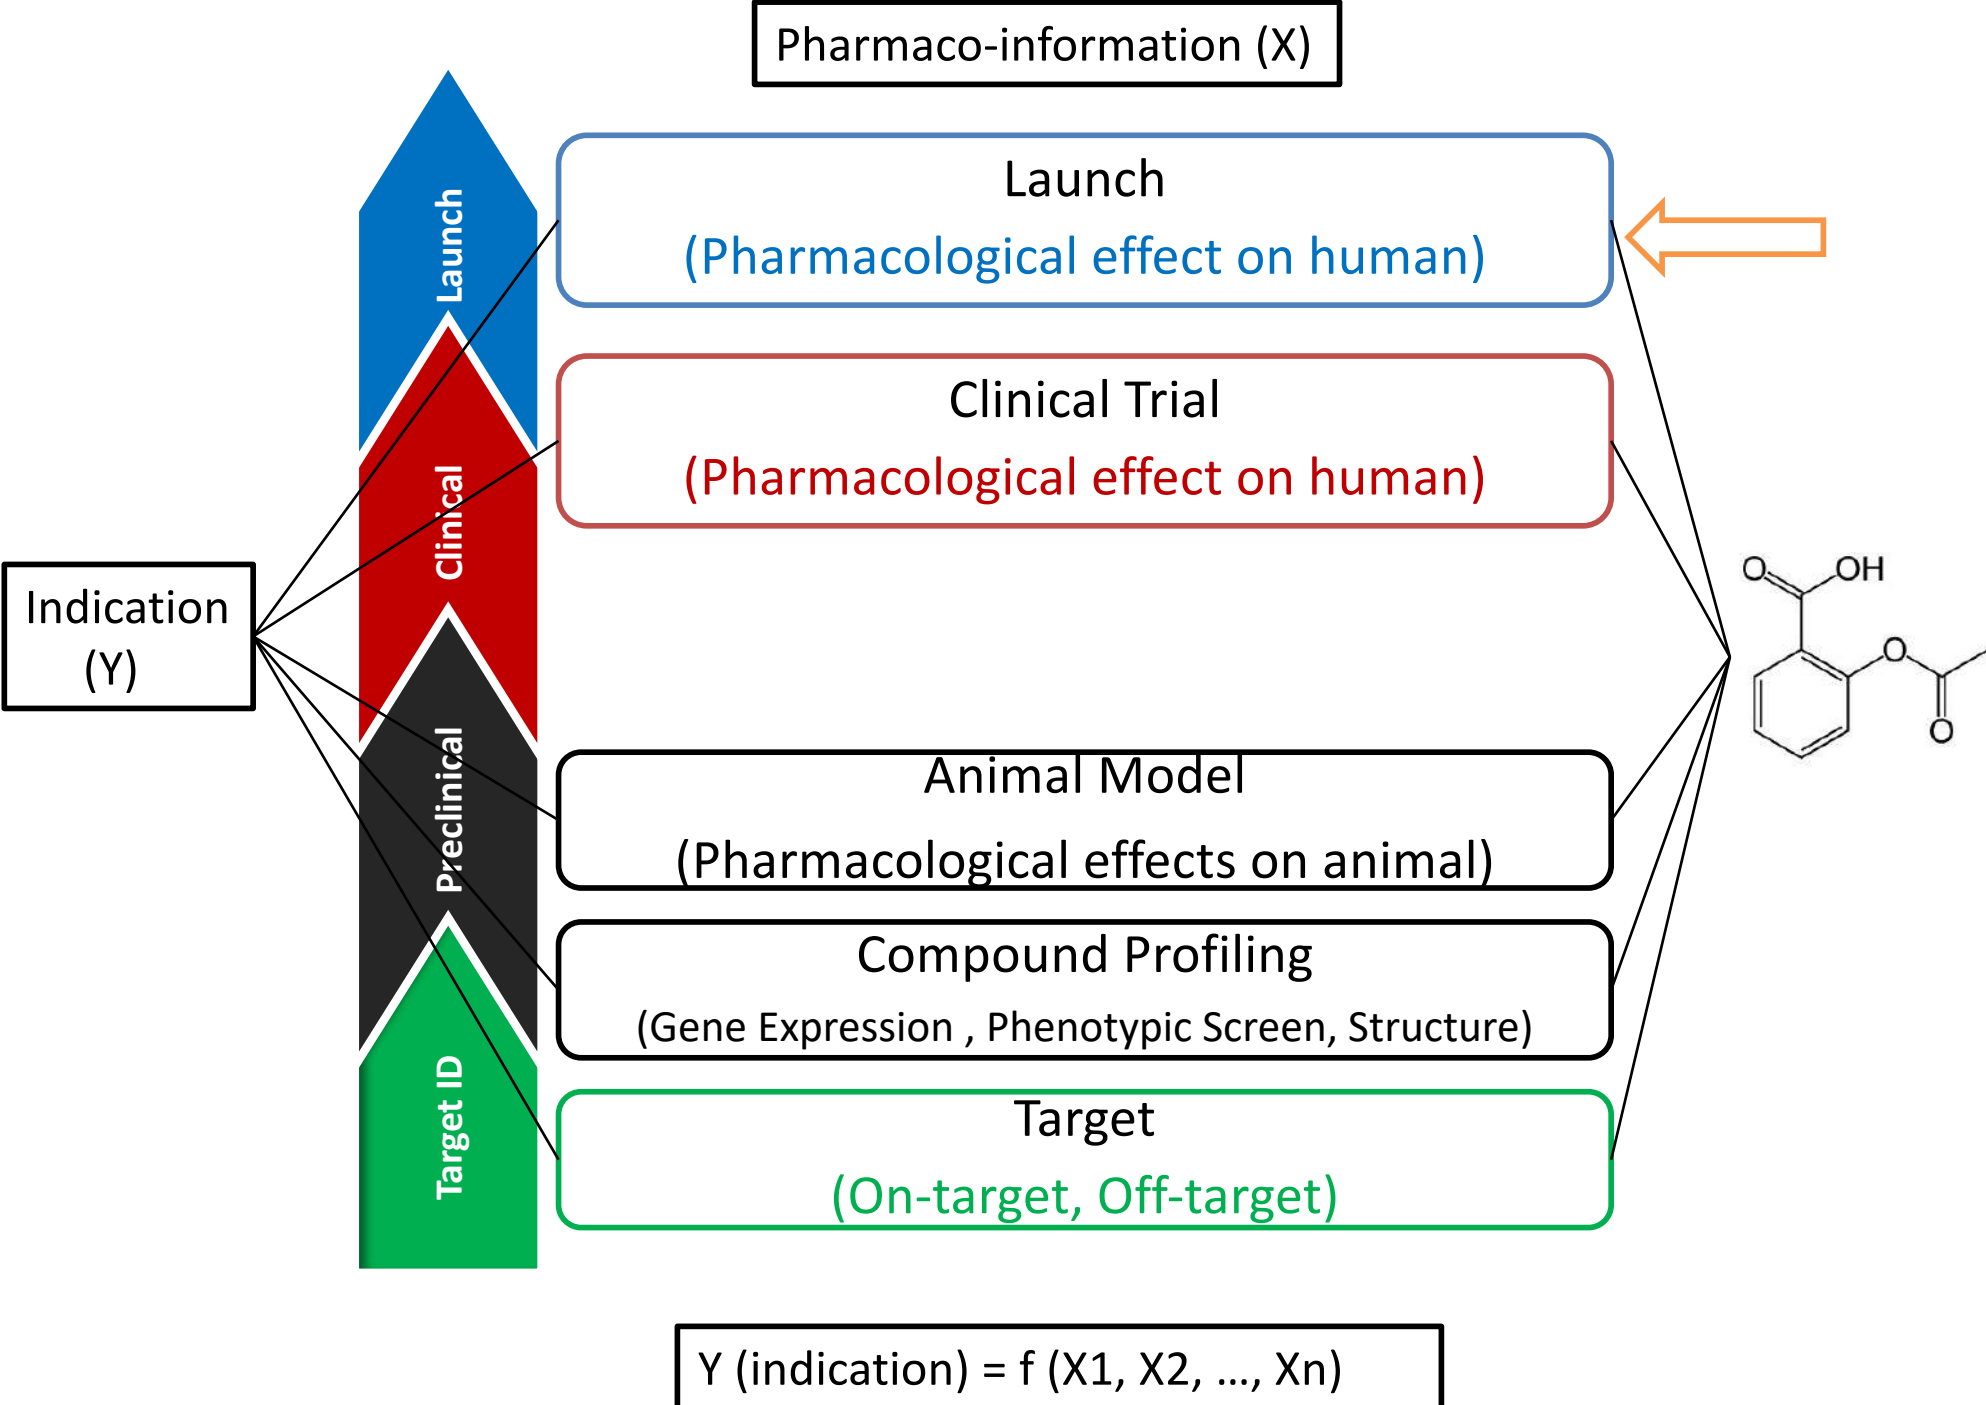 Pharmaco-information (X)
Launch
(Pharmacological effect on human)
Launch
Clinical Trial
(Pharmacological effect on human)
Clinical
Indication
(Y)
O
OH
O
O
Animal Model
(Pharmacological effects on animal)
Preclinical
Compound Profiling
(Gene Expression , Phenotypic Screen, Structure)
Target
(On-target, Off-target)
Target ID
Y (indication) = f (X1, X2, ..., Xn)